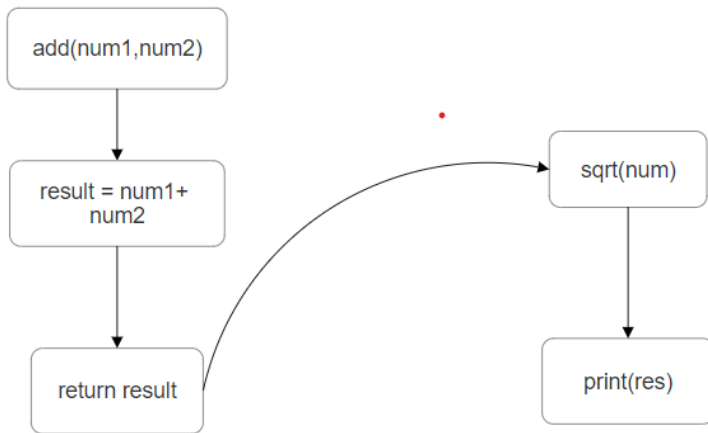 add(num1,num2)
result = num1+
num2
return result
sqrt(num)
print(res)